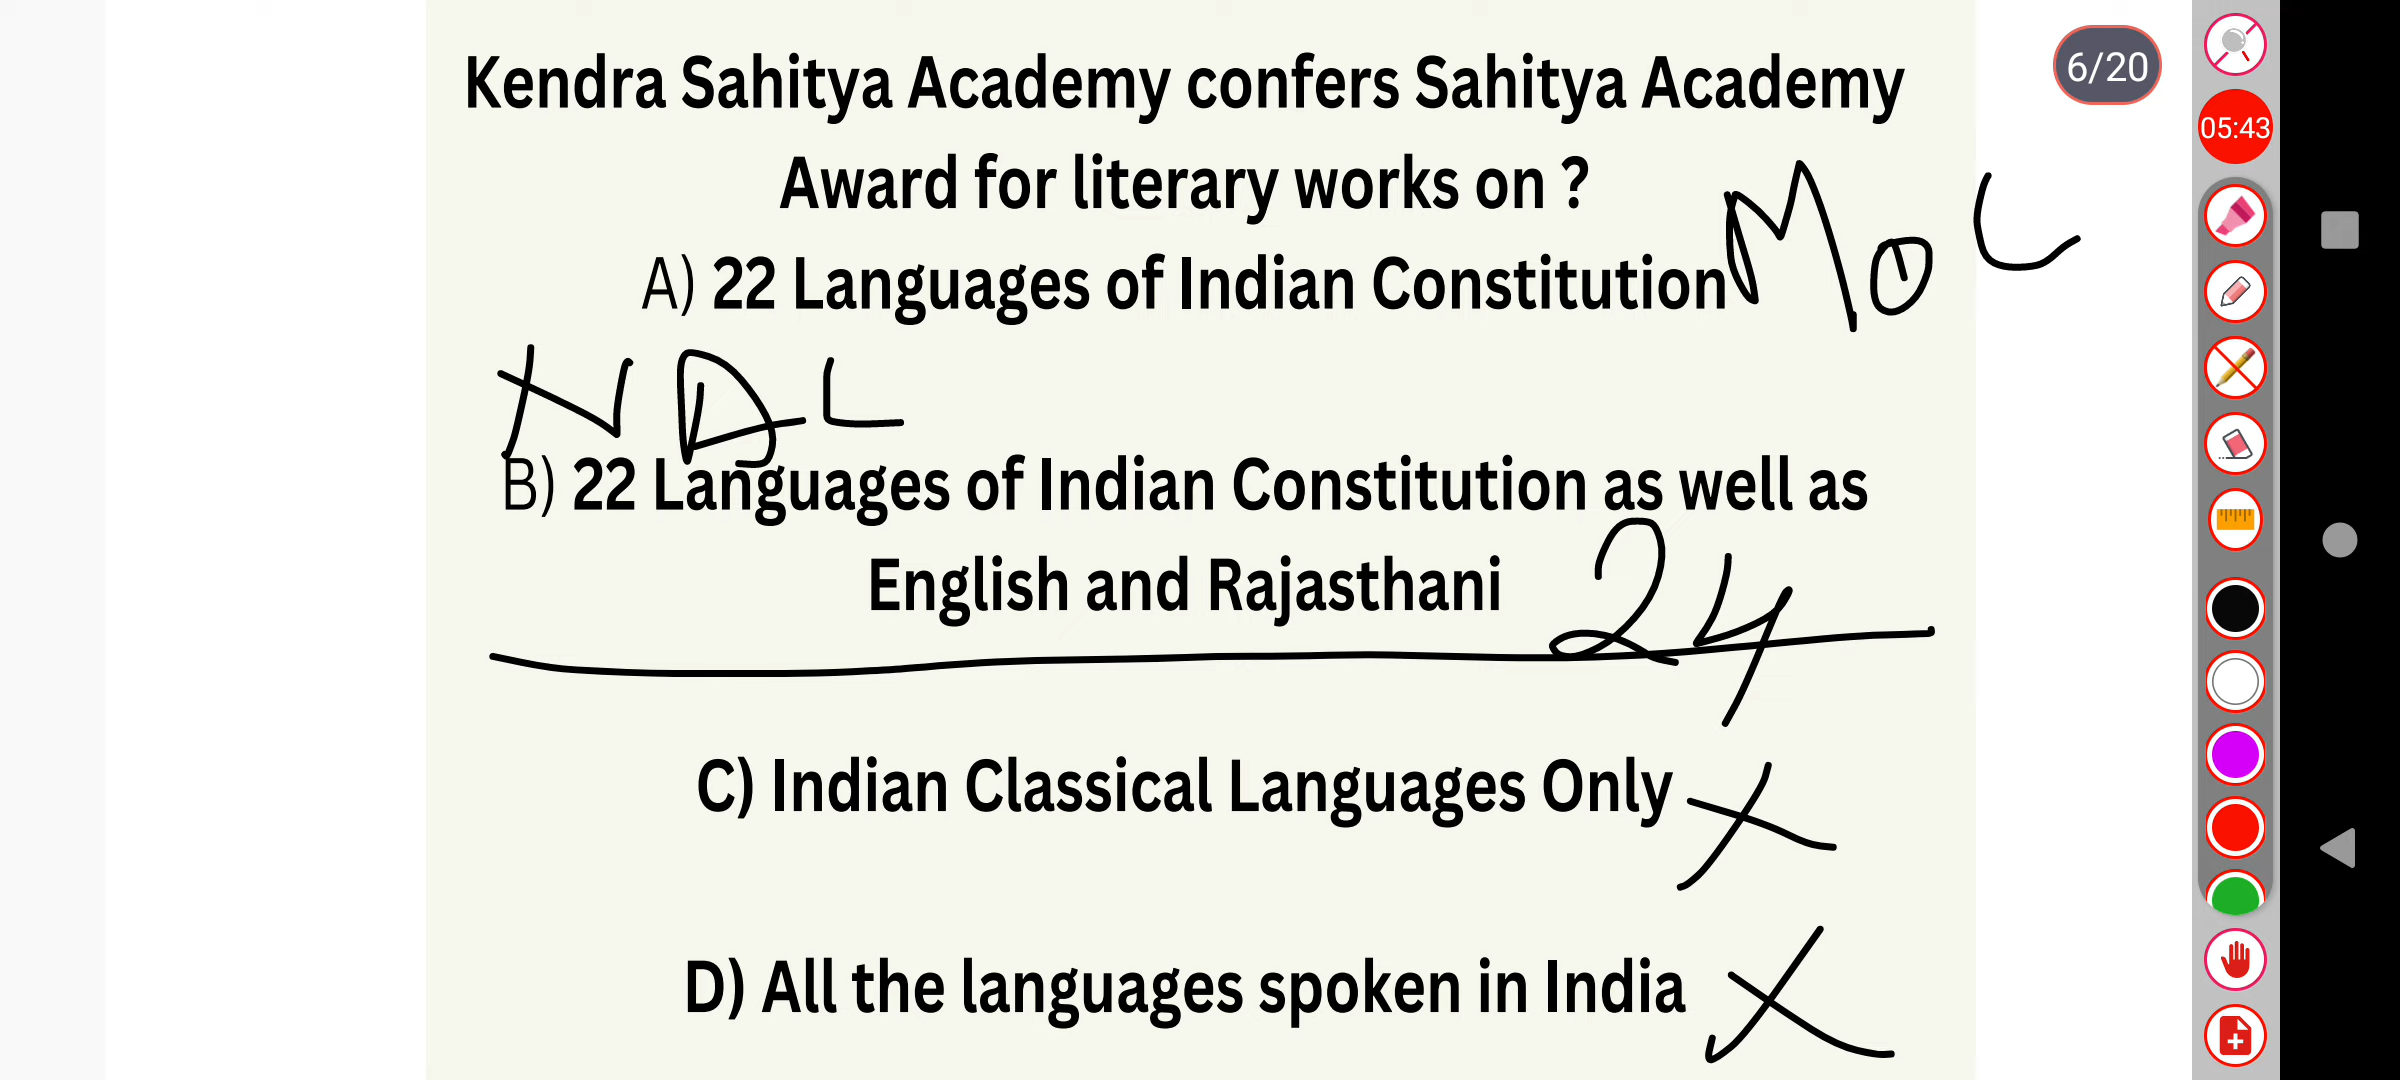 Kendra Sahitya Academy confers Sahitya Academy
6/20
05:43
Award for literary works on ?
A) 22 Languages of Indian Constitution
MOC
NDL
B) 22 Languages of Indian Constitution as well as
English and Rajasthani
24
C) Indian Classical Languages Only
D) All the languages spoken in India